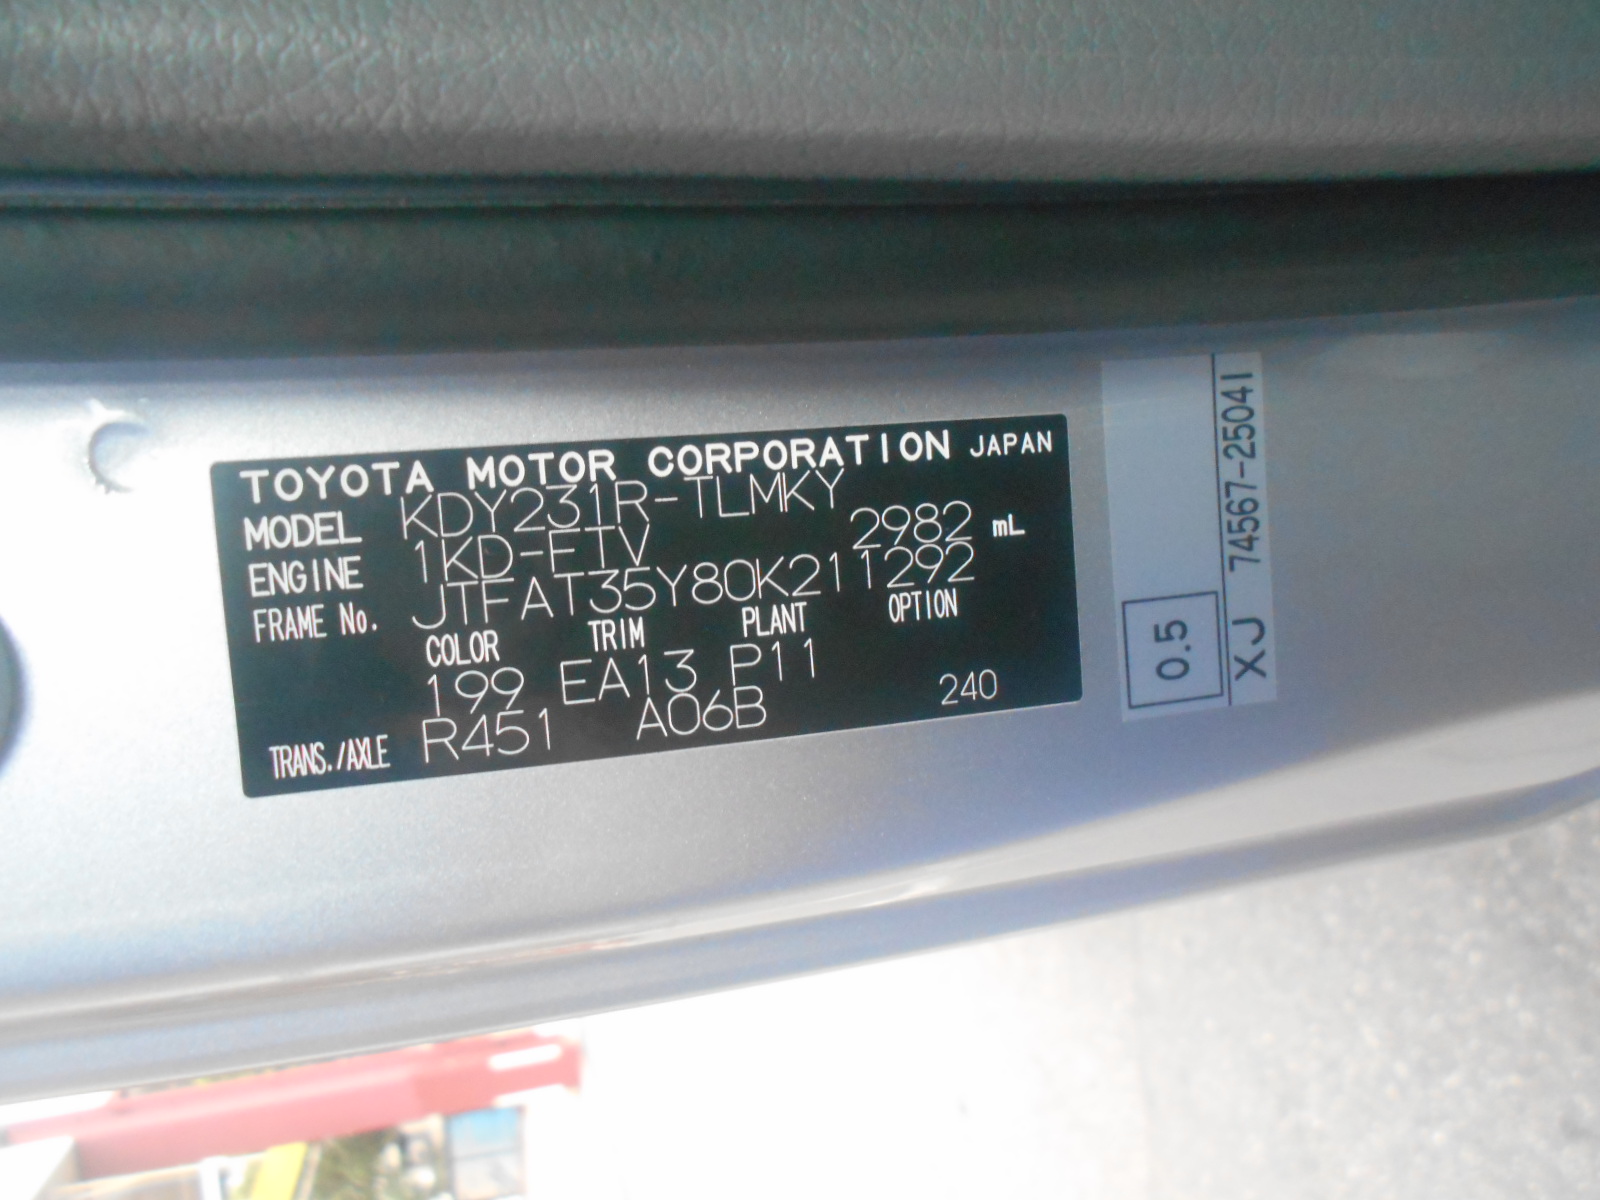 TOYOTA MOTOR CORPORATION JAPAN
MODEL KDY231R-TLMKY
ENGINE 1KD-FTV 2982 mL
FRAME No. JTFAT35Y80K211292
COLOR TRIM PLANT OPTION
199 EA13 P11
TRANS./AXLE R451 A06B 240
0.5
XJ 74567-25041